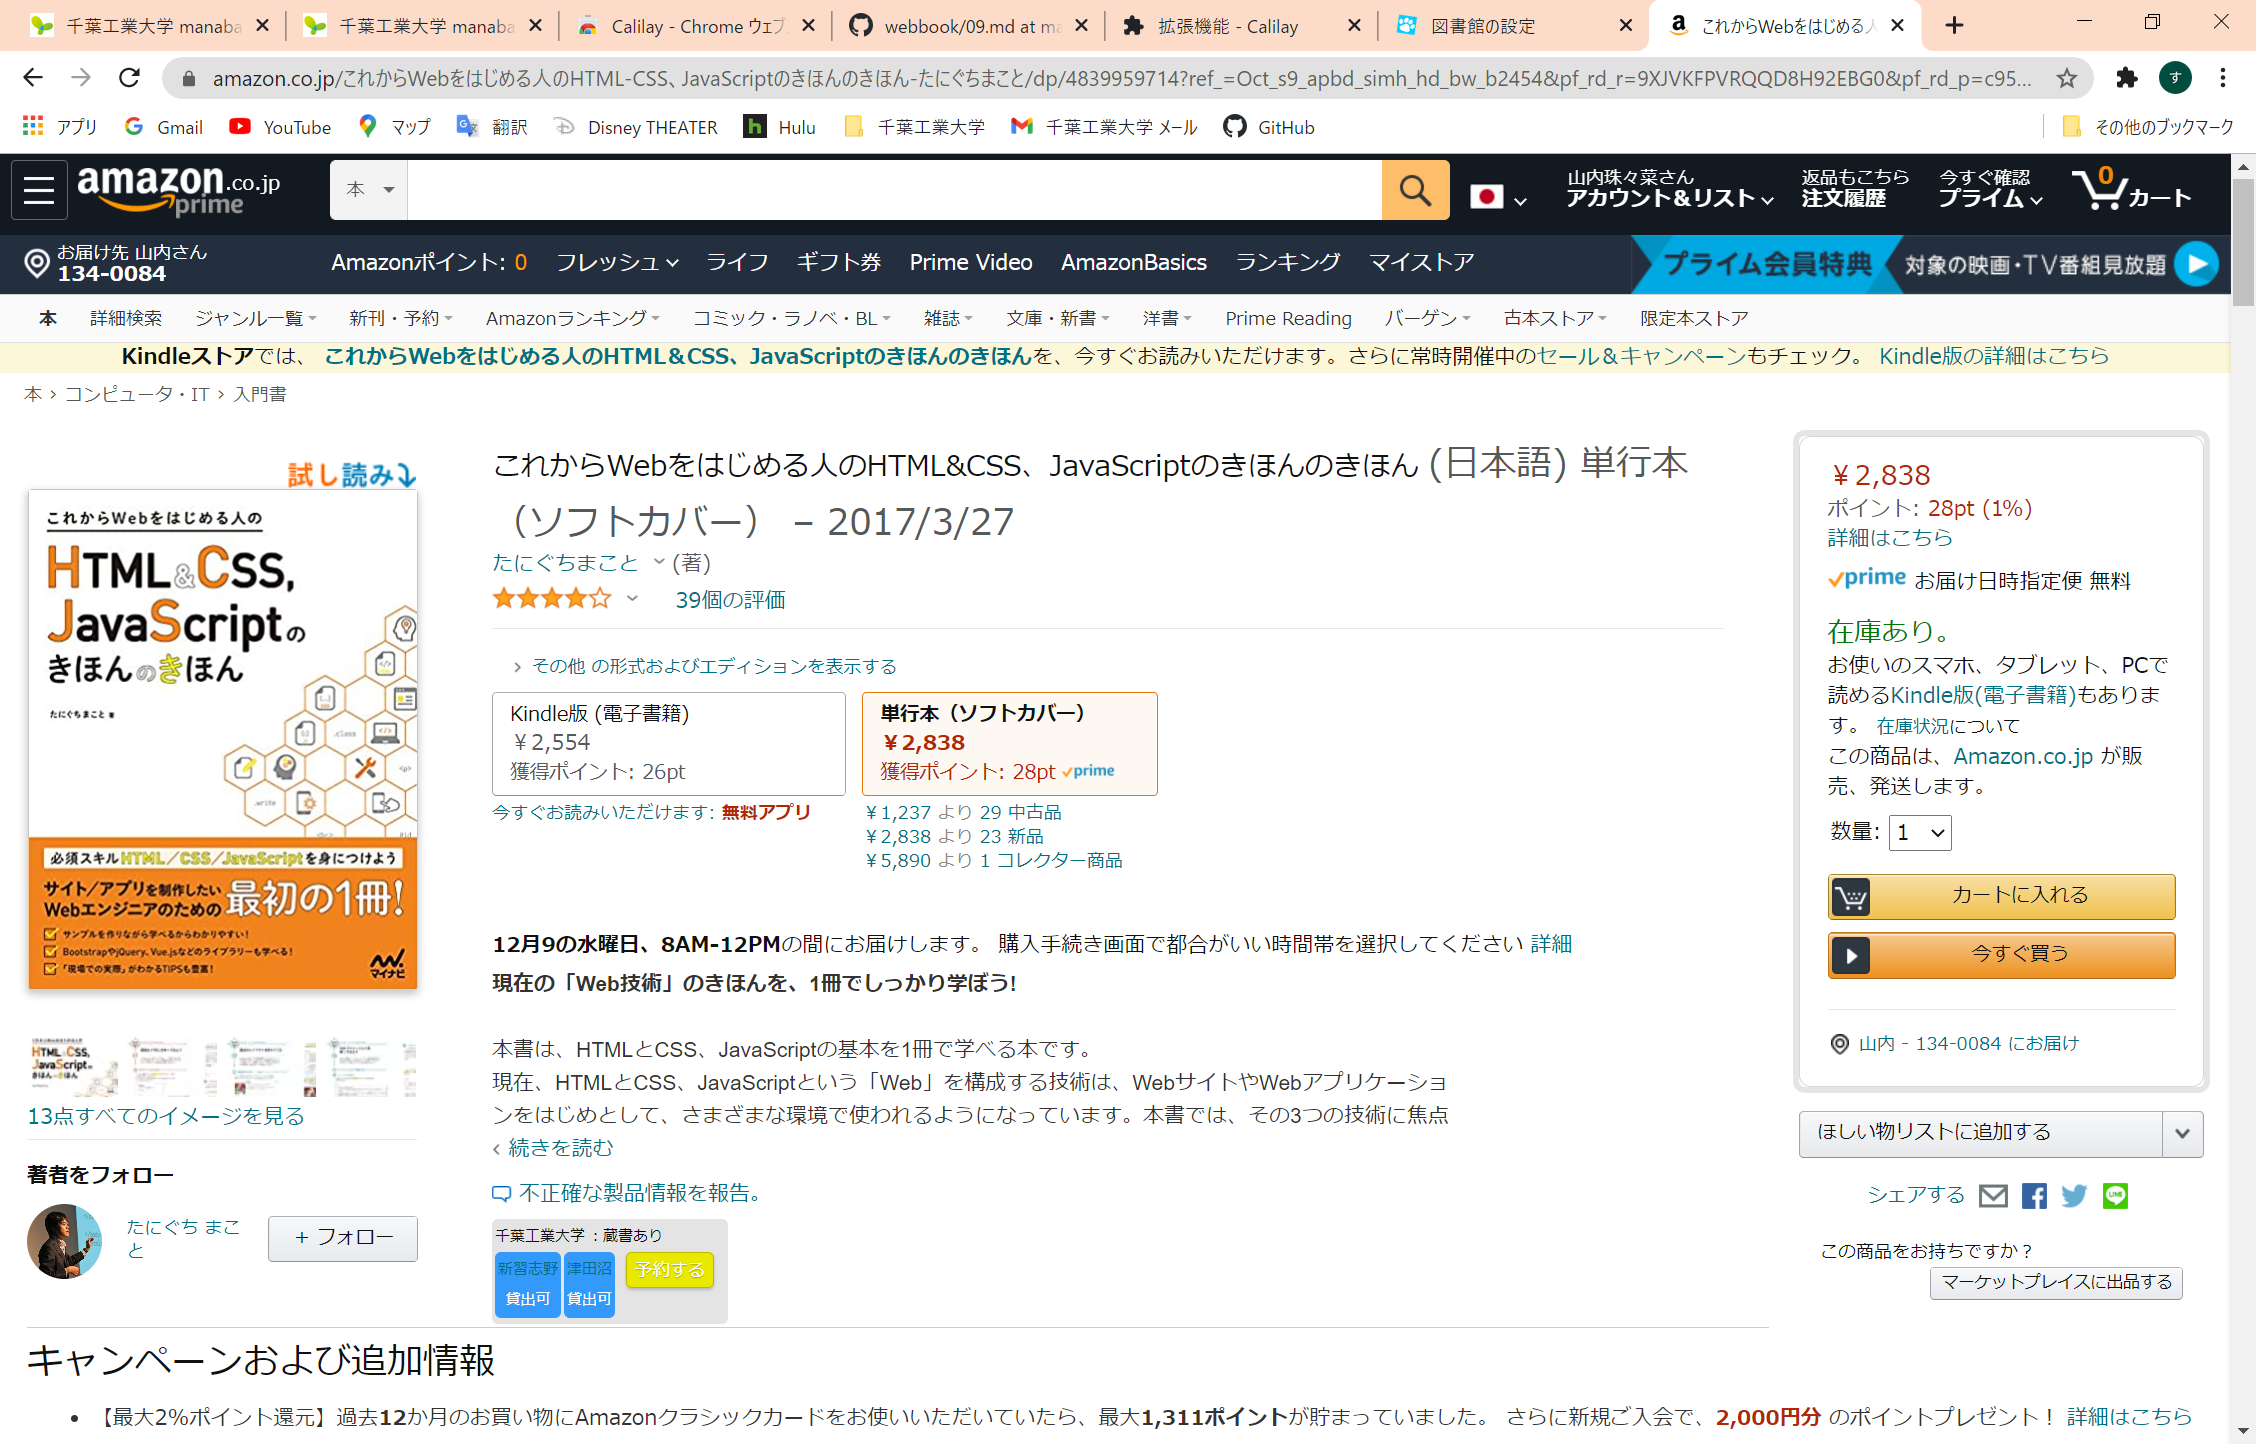 千葉工業大学 manaba
千葉工業大学 manaba
Calilay - Chrome ウェブ
webbook/09.md at ma
拡張機能 - Calilay
図書館の設定
これからWebをはじめる人
amazon.co.jp/これからWebをはじめる人のHTML-CSS、JavaScriptのきほんのきほん-たにぐちまこと/dp/4839959714?ref_=Oct_s9_apbd_simh_hd_bw_b2454&pf_rd_r=9XJVKFPVRQQD8H92EBG0&pf_rd_p=c95...
す
アプリ
Gmail
YouTube
マップ
翻訳
Disney THEATER
Hulu
千葉工業大学
千葉工業大学 メール
GitHub
その他のブックマーク
amazon.co.jp
prime
本
山内珠々菜さん
アカウント＆リスト
返品もこちら
注文履歴
今すぐ確認
プライム
0
カート
お届け先 山内さん
134-0084
Amazonポイント: 0
フレッシュ
ライフ
ギフト券
Prime Video
AmazonBasics
ランキング
マイストア
プライム会員特典
対象の映画・TV番組見放題
本
詳細検索
ジャンル一覧
新刊・予約
Amazonランキング
コミック・ラノベ・BL
雑誌
文庫・新書
洋書
Prime Reading
バーゲン
古本ストア
限定本ストア
Kindleストアでは、 これからWebをはじめる人のHTML＆CSS、JavaScriptのきほんのきほんを、今すぐお読みいただけます。さらに常時開催中のセール＆キャンペーンもチェック。 Kindle版の詳細はこちら
本 › コンピュータ・IT › 入門書
試し読み
これからWebをはじめる人の
HTML&CSS,
JavaScriptの
きほんのきほん
たにぐちまこと 著
.class
<p>
.write
必須スキルHTML／CSS／JavaScriptを身につけよう
サイト/アプリを制作したい
Webエンジニアのための
最初の1冊！
サンプルを作りながら学べるからわかりやすい！
BootstrapやjQuery、Vue.jsなどのライブラリーも学べる！
「現場での実際」がわかるTIPSも豊富！
マイナビ
13点すべてのイメージを見る
著者をフォロー
たにぐち まこ
と
+ フォロー
これからWebをはじめる人のHTML&CSS、JavaScriptのきほんのきほん (日本語) 単行本
（ソフトカバー） – 2017/3/27
たにぐちまこと (著)
39個の評価
› その他 の形式およびエディションを表示する
Kindle版 (電子書籍)
￥2,554
獲得ポイント: 26pt
単行本（ソフトカバー）
￥2,838
獲得ポイント: 28pt prime
今すぐお読みいただけます: 無料アプリ
￥1,237 より 29 中古品
￥2,838 より 23 新品
￥5,890 より 1 コレクター商品
12月9の水曜日、8AM-12PMの間にお届けします。 購入手続き画面で都合がいい時間帯を選択してください 詳細
現在の「Web技術」のきほんを、1冊でしっかり学ぼう!
本書は、HTMLとCSS、JavaScriptの基本を1冊で学べる本です。
現在、HTMLとCSS、JavaScriptという「Web」を構成する技術は、WebサイトやWebアプリケーショ
ンをはじめとして、さまざまな環境で使われるようになっています。本書では、その3つの技術に焦点
‹ 続きを読む
不正確な製品情報を報告。
千葉工業大学 ：蔵書あり
新習志野
貸出可
津田沼
貸出可
予約する
￥2,838
ポイント: 28pt (1%)
詳細はこちら
prime お届け日時指定便 無料
在庫あり。
お使いのスマホ、タブレット、PCで
読めるKindle版(電子書籍)もありま
す。 在庫状況について
この商品は、Amazon.co.jp が販
売、発送します。
数量: 1
カートに入れる
今すぐ買う
山内 - 134-0084 にお届け
ほしい物リストに追加する
シェアする
LINE
この商品をお持ちですか？
マーケットプレイスに出品する
キャンペーンおよび追加情報
• 【最大2%ポイント還元】過去12か月のお買い物にAmazonクラシックカードをお使いいただいていたら、最大1,311ポイントが貯まっていました。 さらに新規ご入会で、2,000円分 のポイントプレゼント！ 詳細はこちら